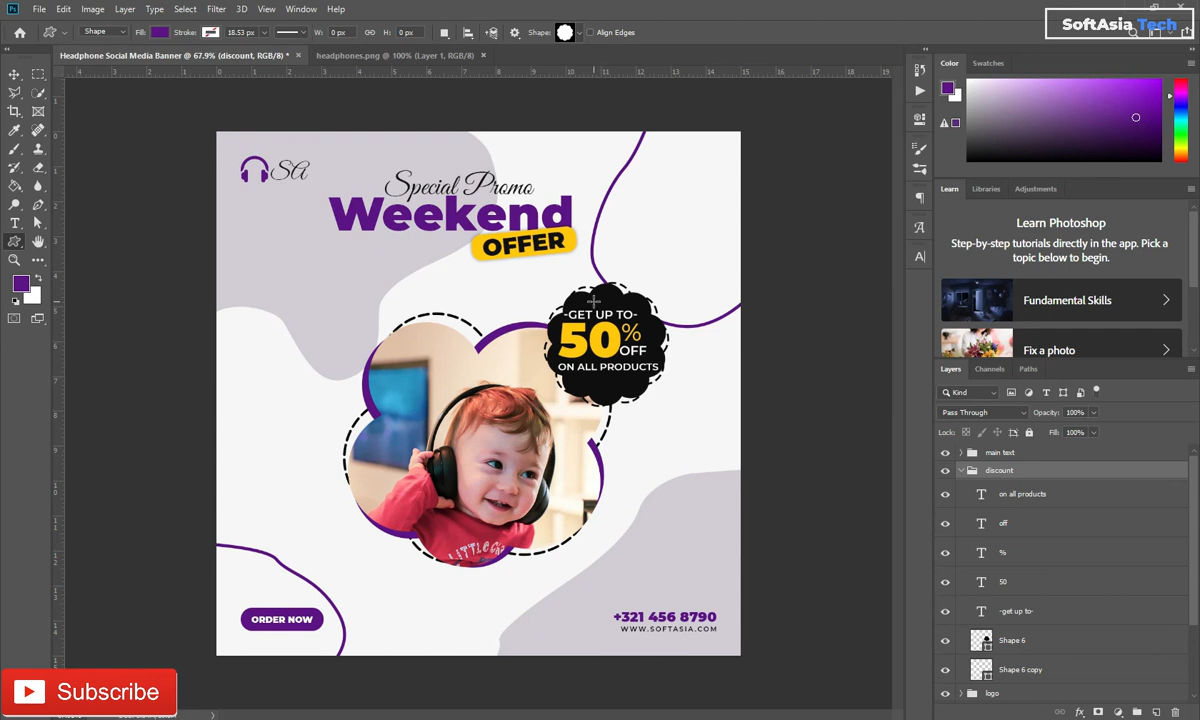 Ps File Edit Image Layer Type Select Filter 3D View Window Help
SoftAsia Tech
Shape Fill: Stroke: 18.53 px W: 0 px H: 0 px Shape: Align Edges
Headphone Social Media Banner @ 67.9% (discount, RGB/8) * × headphones.png @ 100% (Layer 1, RGB/8) ×
SA
Special Promo
Weekend
OFFER
-GET UP TO-
50%
OFF
ON ALL PRODUCTS
LITTLE
ORDER NOW
+321 456 8790
WWW.SOFTASIA.COM
Subscribe
Color Swatches
Learn Libraries Adjustments
Learn Photoshop
Step-by-step tutorials directly in the app. Pick a
topic below to begin.
Fundamental Skills
Fix a photo
Layers Channels Paths
Kind
Pass Through Opacity: 100%
Lock: Fill: 100%
main text
discount
T on all products
T off
T %
T 50
T -get up to-
Shape 6
Shape 6 copy
logo